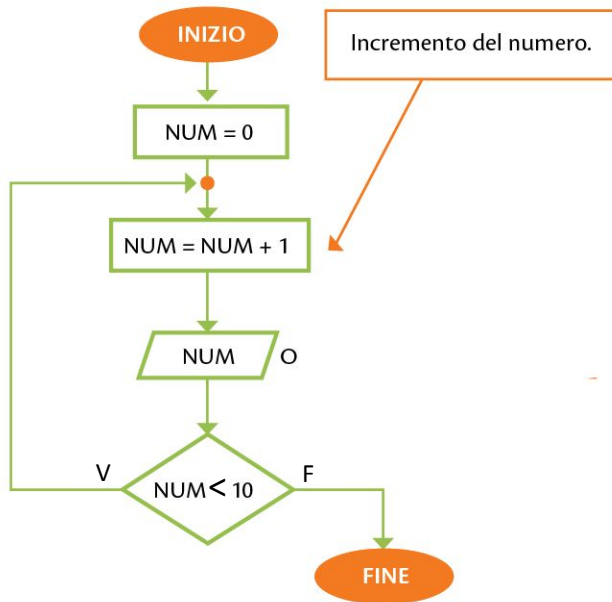 INIZIO
Incremento del numero.
NUM = 0
NUM = NUM + 1
NUM O
V F
NUM < 10
FINE